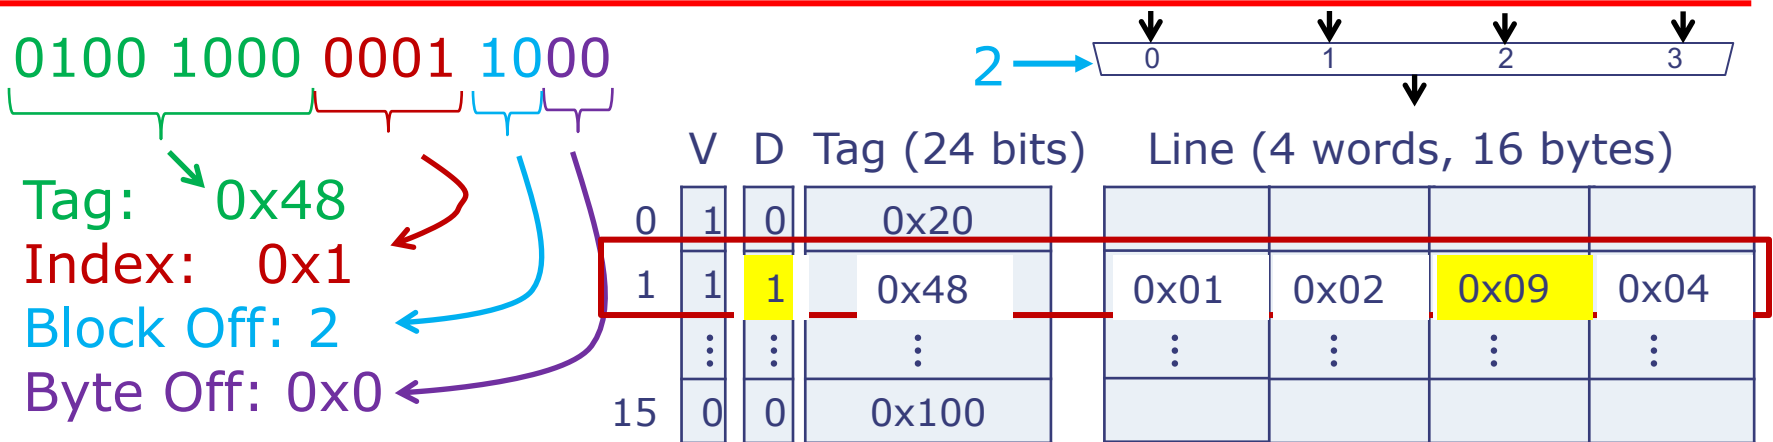 0100 1000 0001 1000
2 0 1 2 3
V D Tag (24 bits) Line (4 words, 16 bytes)
Tag: 0x48
Index: 0x1
Block Off: 2
Byte Off: 0x0
0 1 0 0x20
1 1 1 0x48 0x01 0x02 0x09 0x04
⋮ ⋮ ⋮ ⋮ ⋮ ⋮ ⋮
15 0 0 0x100